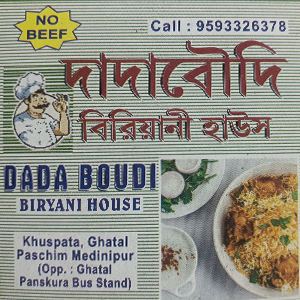 NO
BEEF
Call : 9593326378
দাদাবৌদি
বিরিয়ানী হাউস
DADA BOUDI
BIRYANI HOUSE
Khuspata, Ghatal
Paschim Medinipur
(Opp. : Ghatal
Panskura Bus Stand)